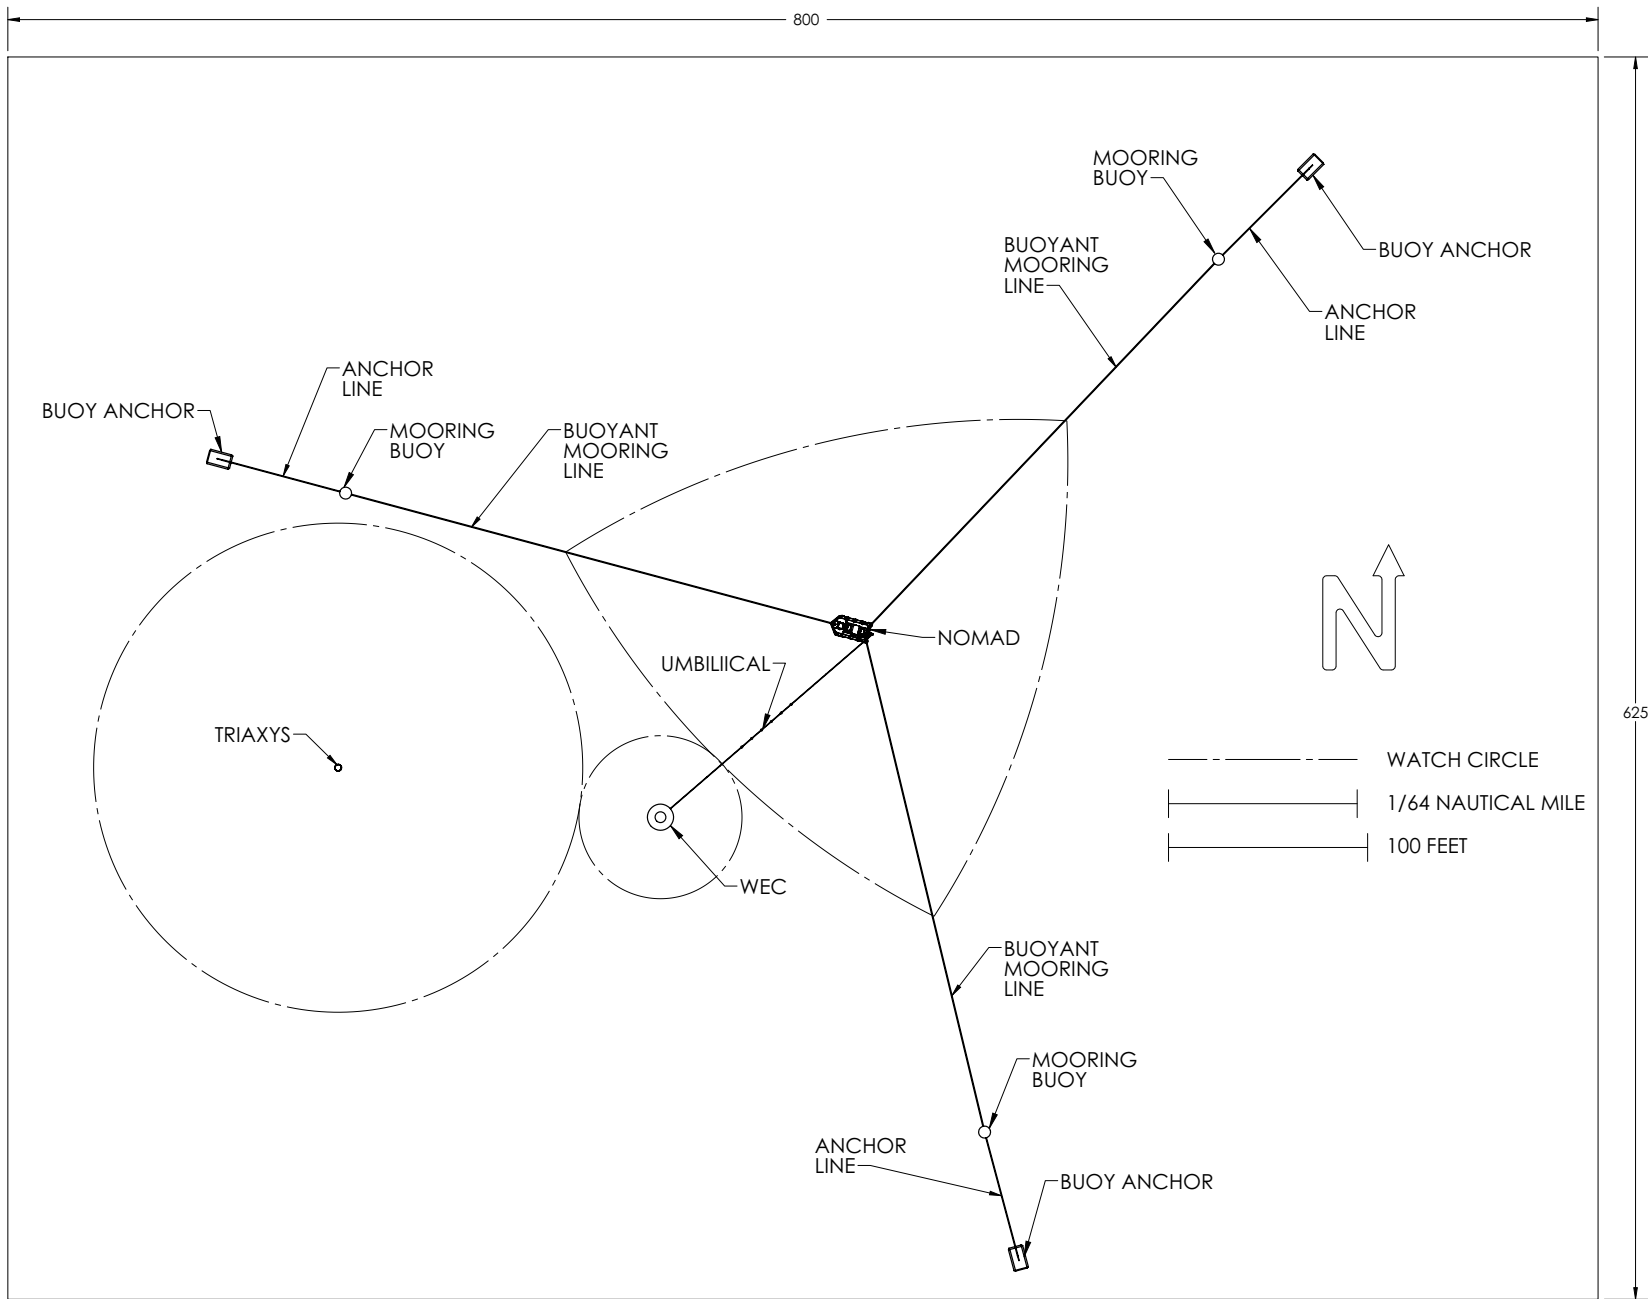 800
MOORING
BUOY
BUOY ANCHOR
BUOYANT
MOORING
LINE
ANCHOR
LINE
ANCHOR
LINE
BUOY ANCHOR
MOORING
BUOY
BUOYANT
MOORING
LINE
N
NOMAD
UMBILIICAL
625
TRIAXYS
WATCH CIRCLE
1/64 NAUTICAL MILE
100 FEET
WEC
BUOYANT
MOORING
LINE
MOORING
BUOY
ANCHOR
LINE
BUOY ANCHOR